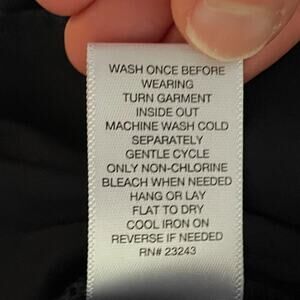 WASH ONCE BEFORE
WEARING
TURN GARMENT
INSIDE OUT
MACHINE WASH COLD
SEPARATELY
GENTLE CYCLE
ONLY NON-CHLORINE
BLEACH WHEN NEEDED
HANG OR LAY
FLAT TO DRY
COOL IRON ON
REVERSE IF NEEDED
RN# 23243